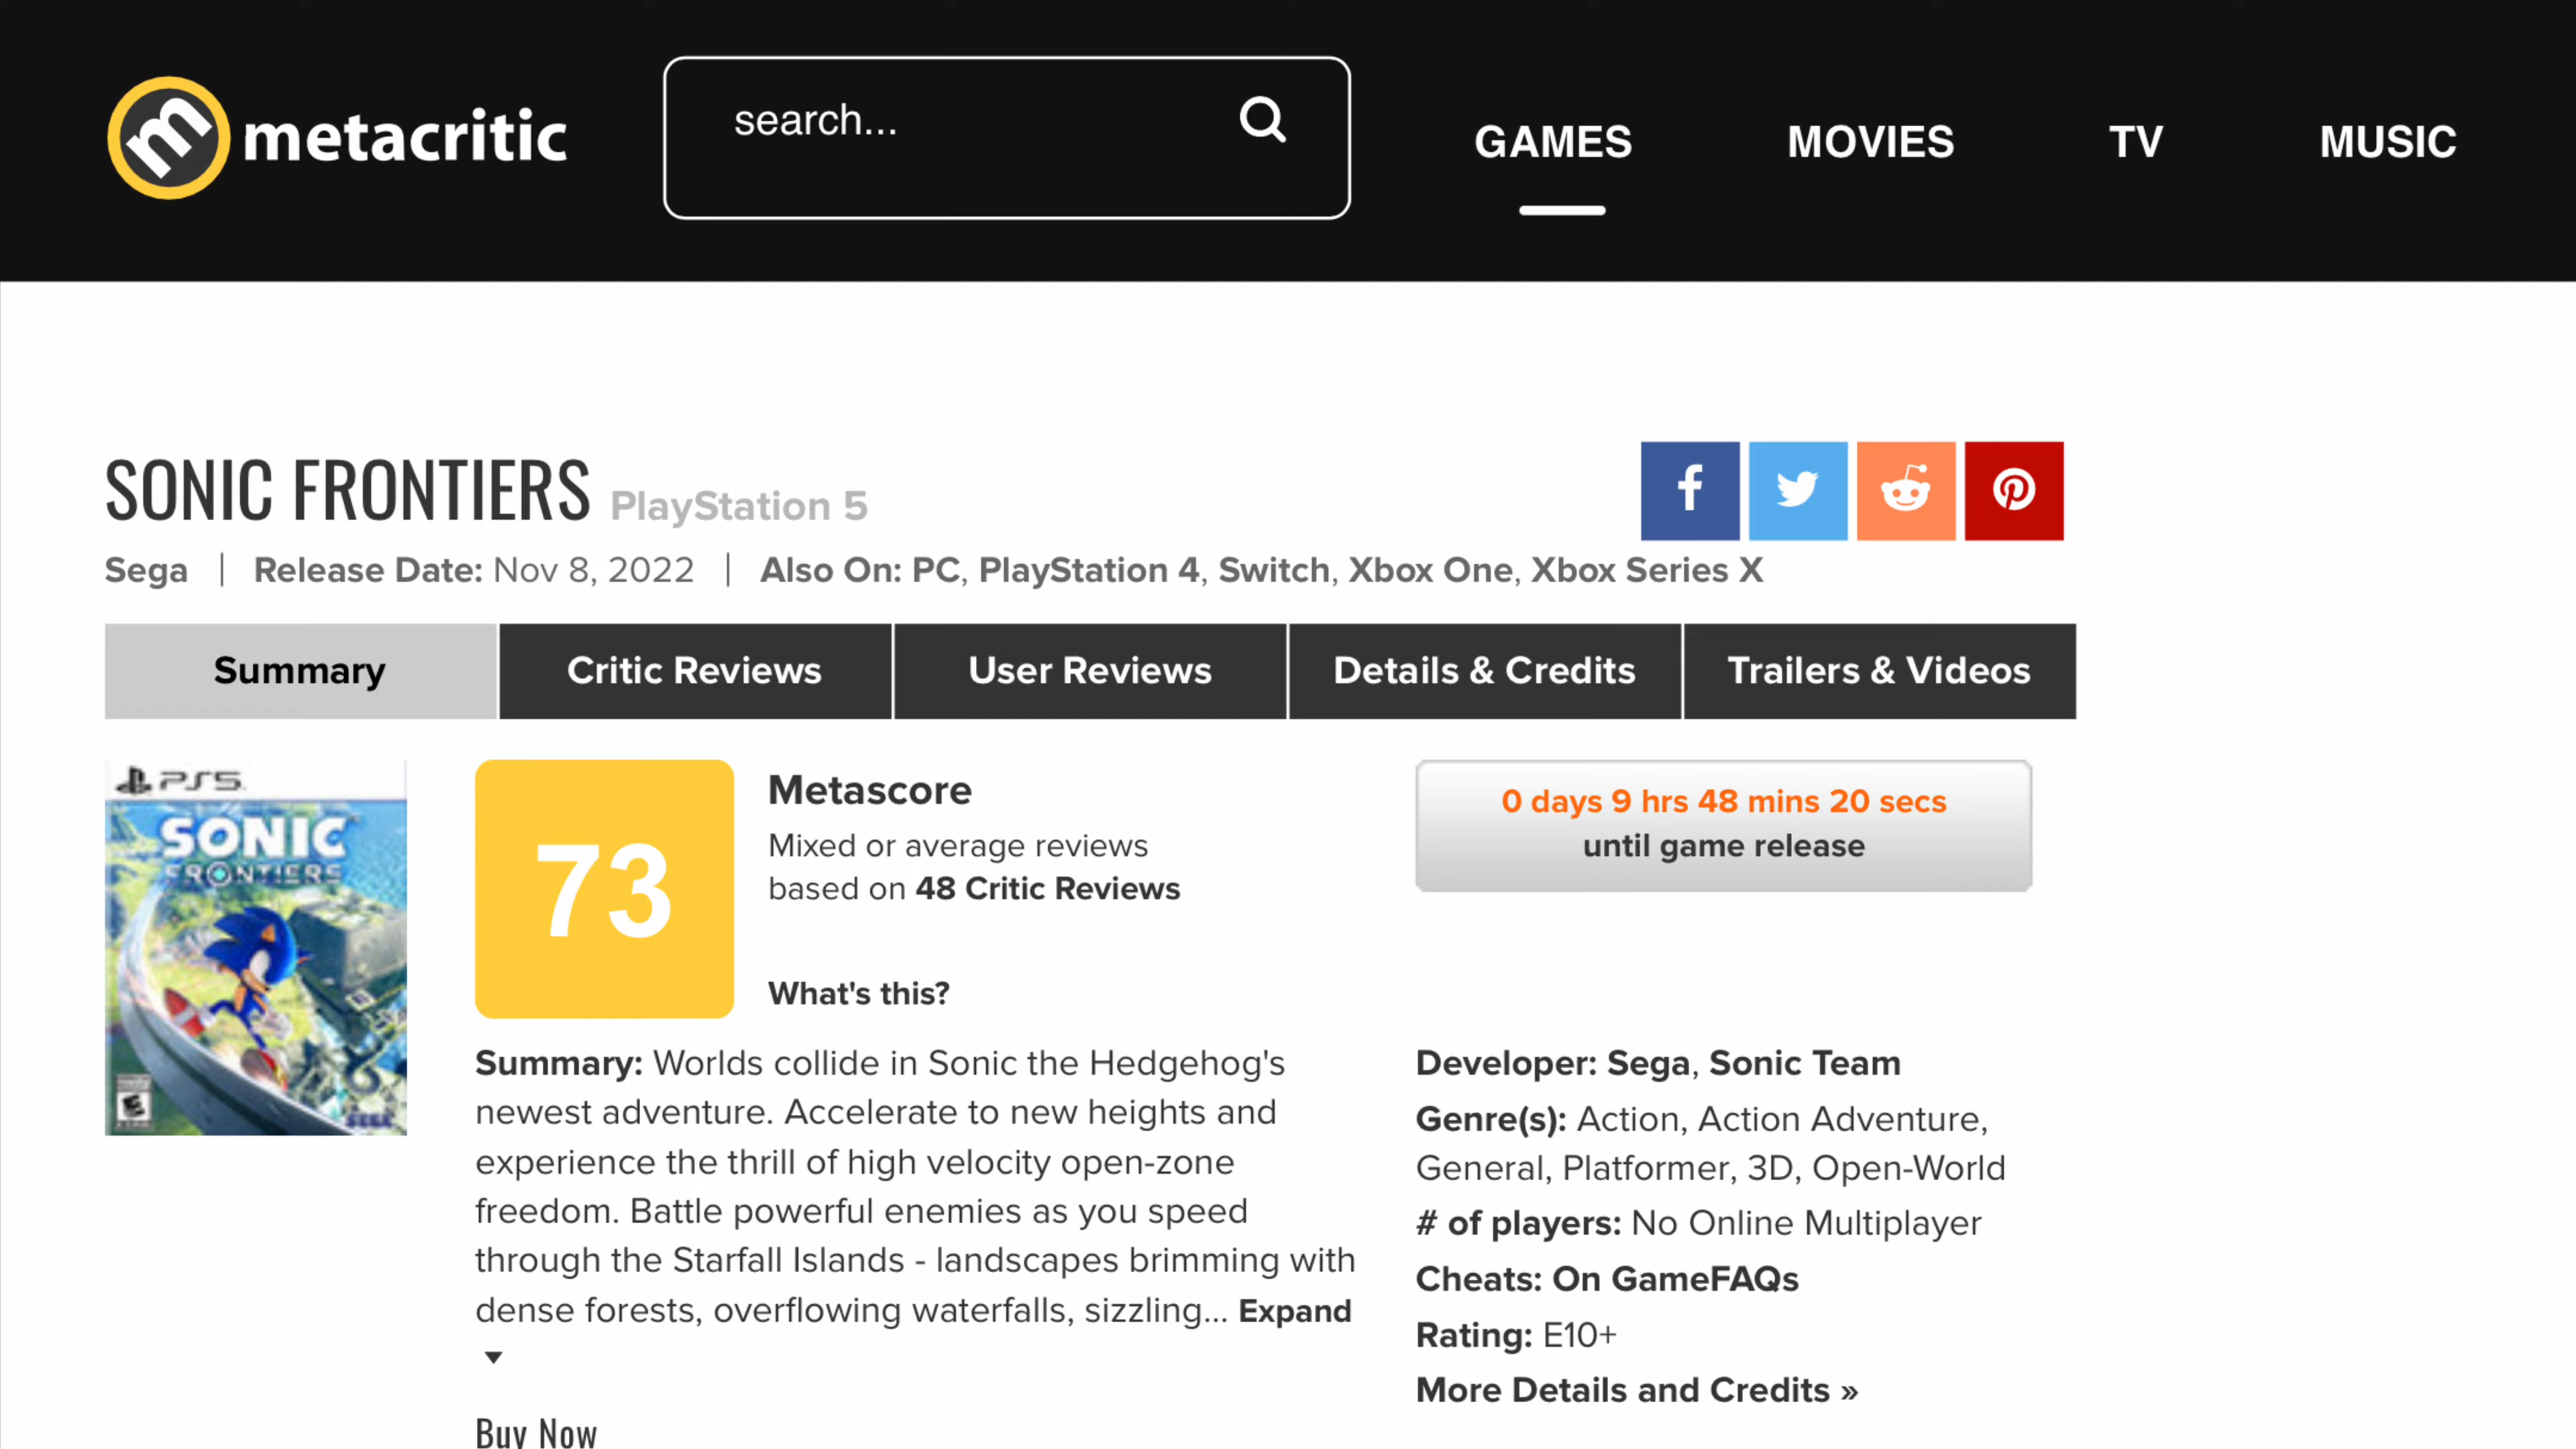 metacritic
search...
GAMES
MOVIES
TV
MUSIC
SONIC FRONTIERS PlayStation 5
Sega | Release Date: Nov 8, 2022 | Also On: PC, PlayStation 4, Switch, Xbox One, Xbox Series X
Summary
Critic Reviews
User Reviews
Details & Credits
Trailers & Videos
PS5
SONIC
FRONTIERS
E
SEGA
73
Metascore
Mixed or average reviews
based on 48 Critic Reviews
What's this?
Summary: Worlds collide in Sonic the Hedgehog's
newest adventure. Accelerate to new heights and
experience the thrill of high velocity open-zone
freedom. Battle powerful enemies as you speed
through the Starfall Islands - landscapes brimming with
dense forests, overflowing waterfalls, sizzling... Expand
Buy Now
0 days 9 hrs 48 mins 20 secs
until game release
Developer: Sega, Sonic Team
Genre(s): Action, Action Adventure,
General, Platformer, 3D, Open-World
# of players: No Online Multiplayer
Cheats: On GameFAQs
Rating: E10+
More Details and Credits »